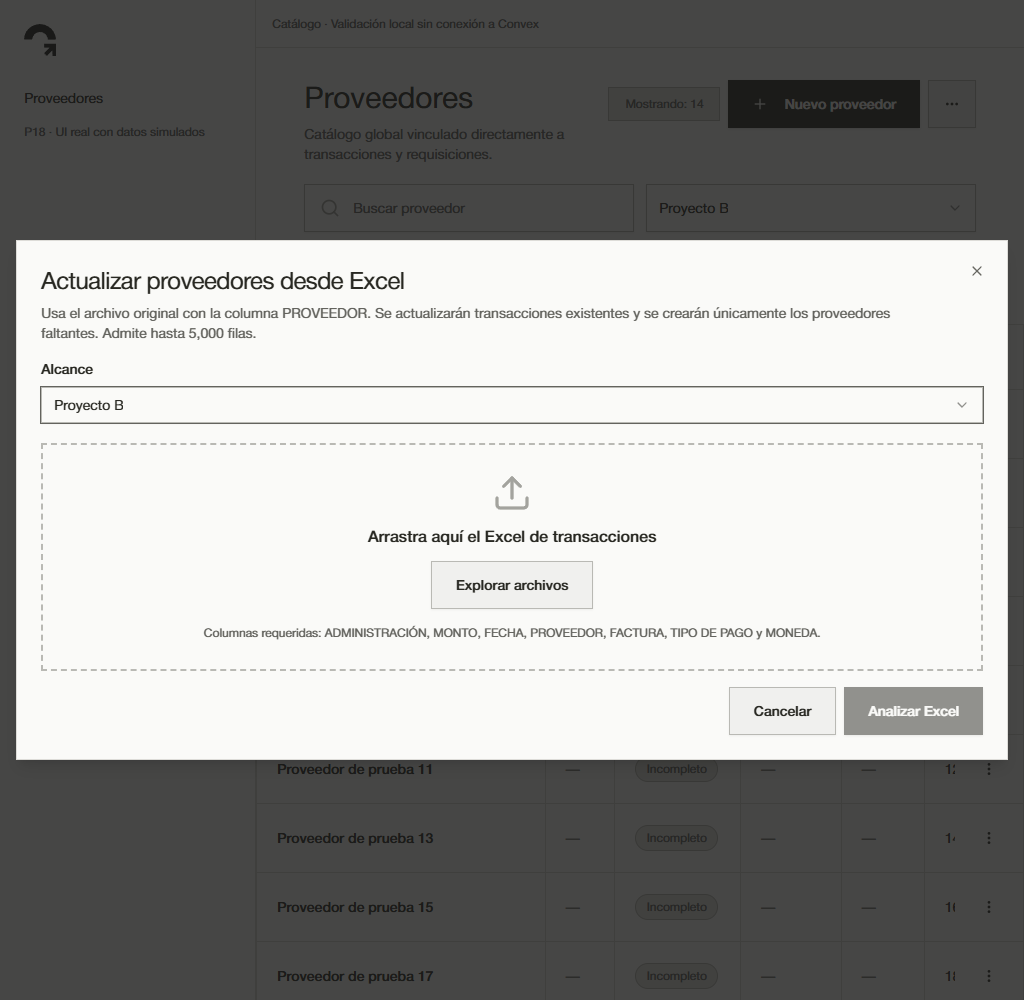 Catálogo · Validación local sin conexión a Convex
Proveedores
P18 · UI real con datos simulados
Proveedores
Catálogo global vinculado directamente a
transacciones y requisiciones.
Mostrando: 14
Nuevo proveedor
Buscar proveedor
Proyecto B
Actualizar proveedores desde Excel
Usa el archivo original con la columna PROVEEDOR. Se actualizarán transacciones existentes y se crearán únicamente los proveedores
faltantes. Admite hasta 5,000 filas.
Alcance
Proyecto B
Arrastra aquí el Excel de transacciones
Explorar archivos
Columnas requeridas: ADMINISTRACIÓN, MONTO, FECHA, PROVEEDOR, FACTURA, TIPO DE PAGO y MONEDA.
Cancelar
Analizar Excel
Proveedor de prueba 11 — Incompleto — —
Proveedor de prueba 13 — Incompleto — —
Proveedor de prueba 15 — Incompleto — —
Proveedor de prueba 17 — Incompleto — —